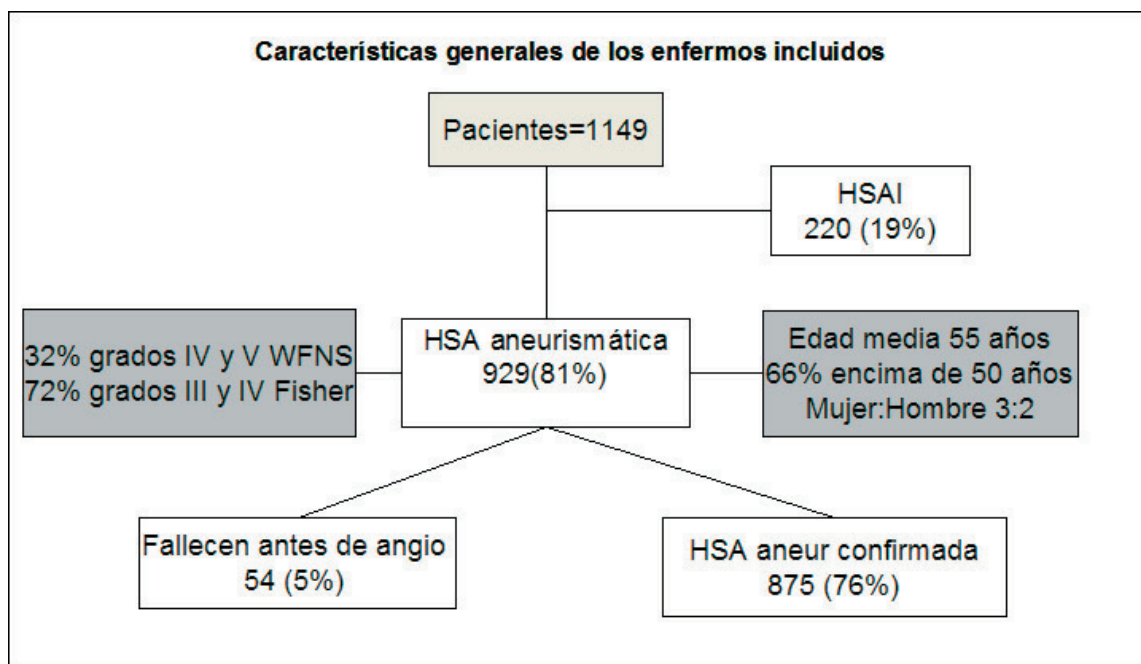 Características generales de los enfermos incluidos
Pacientes=1149
HSAI
220 (19%)
32% grados IV y V WFNS
72% grados III y IV Fisher
HSA aneurismática
929(81%)
Edad media 55 años
66% encima de 50 años
Mujer:Hombre 3:2
Fallecen antes de angio
54 (5%)
HSA aneur confirmada
875 (76%)